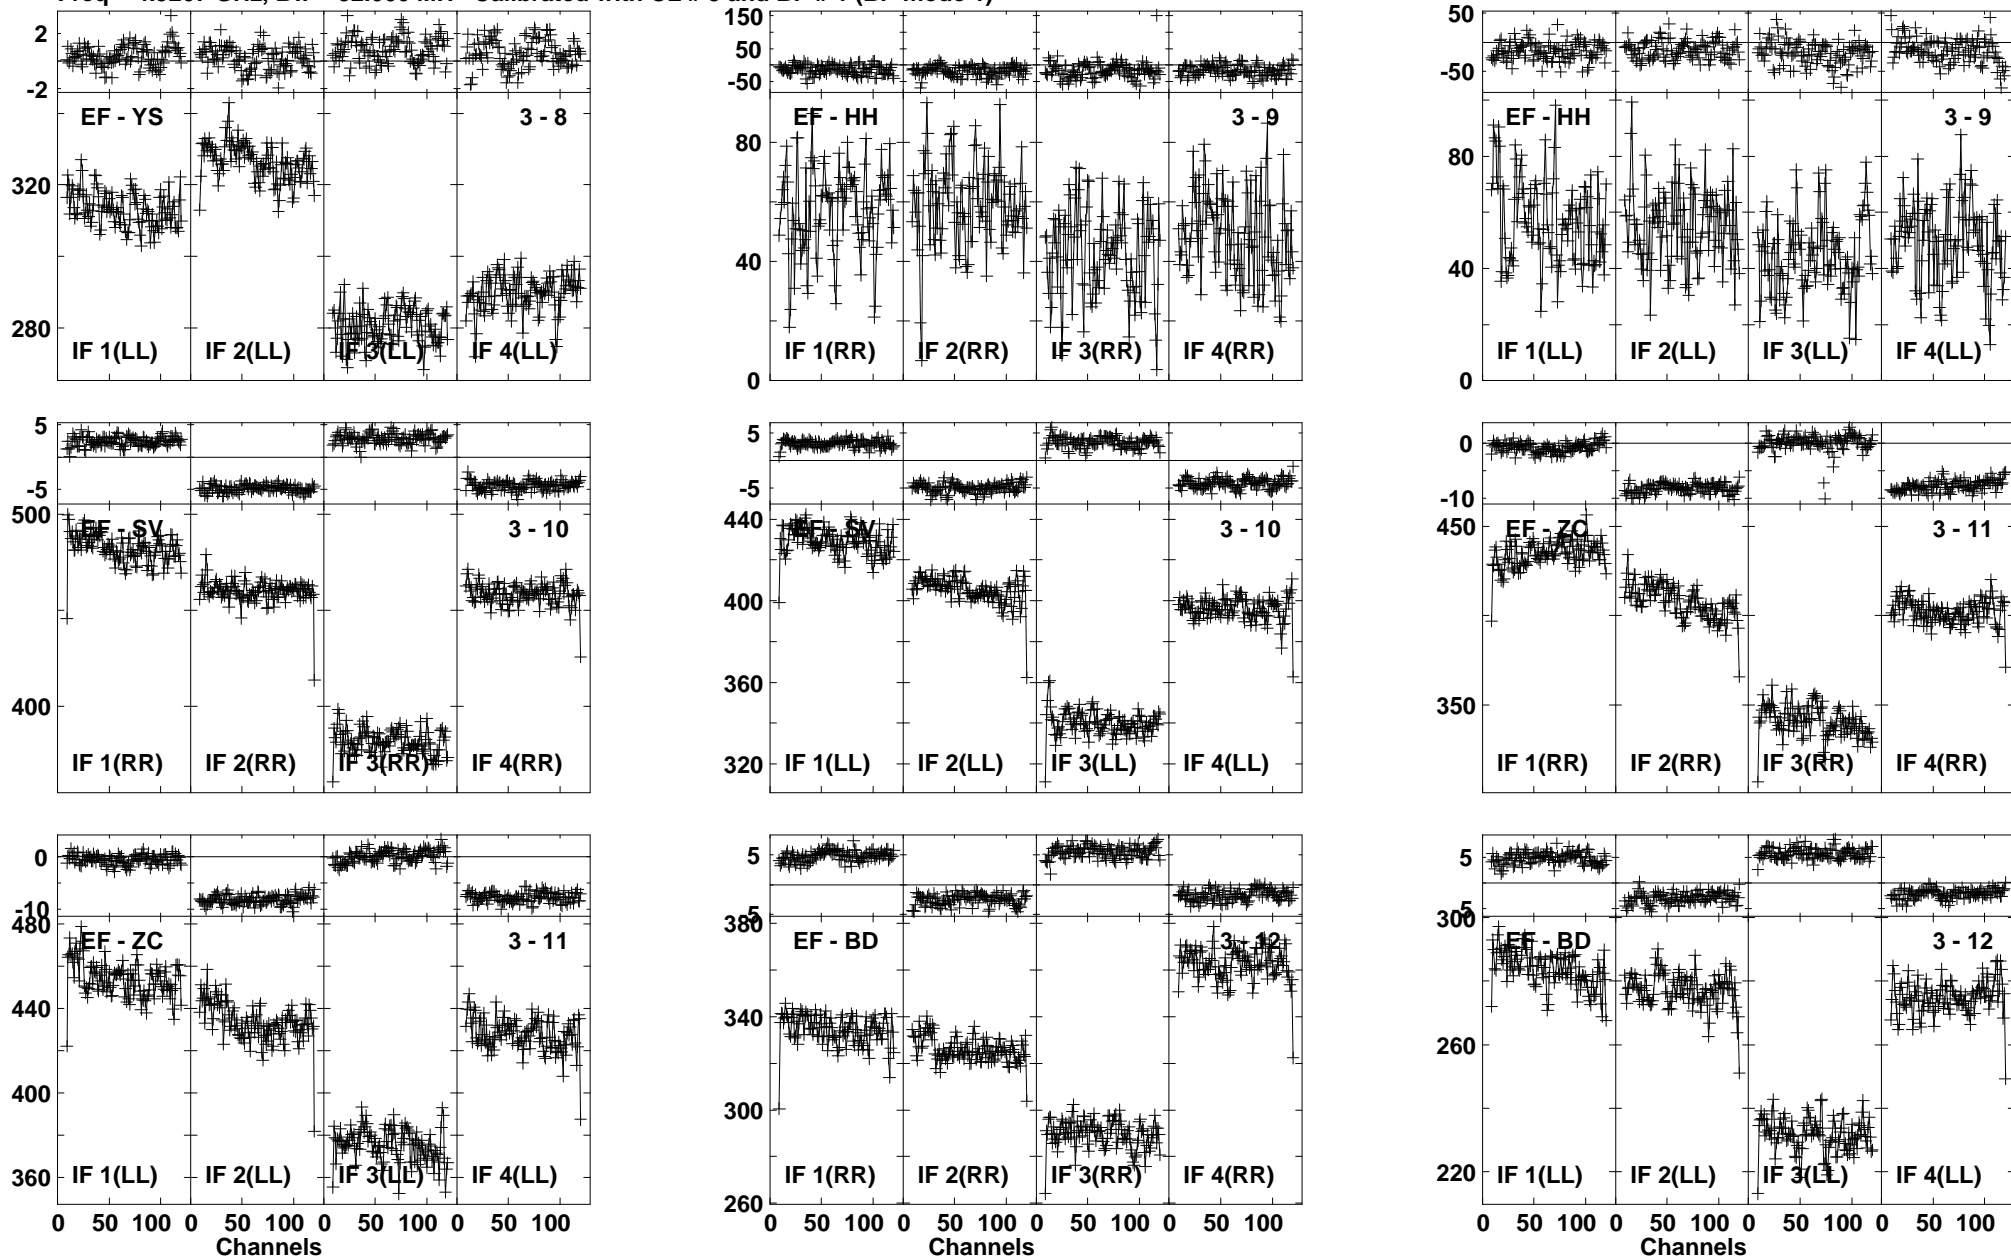 2 150 50
-2 50 -50
-50
EF - YS 3 - 8 EF - HH 3 - 9 EF - HH 3 - 9
320 80 80
40 40
280
IF 1(LL) IF 2(LL) IF 3(LL) IF 4(LL) IF 1(RR) IF 2(RR) IF 3(RR) IF 4(RR) IF 1(LL) IF 2(LL) IF 3(LL) IF 4(LL)
0 0
5 5 0
-5 -5 -10
500 440 450
EF - SV 3 - 10 EF - SV 3 - 10 EF - ZC 3 - 11
400 400 350
360
IF 1(RR) IF 2(RR) IF 3(RR) IF 4(RR) IF 1(LL) IF 2(LL) IF 3(LL) IF 4(LL) IF 1(RR) IF 2(RR) IF 3(RR) IF 4(RR)
320
0 5 5
-10
480 380 300
EF - ZC 3 - 11 EF - BD 3 - 12 EF - BD 3 - 12
440 340 260
400 300
360 220
IF 1(LL) IF 2(LL) IF 3(LL) IF 4(LL) IF 1(RR) IF 2(RR) IF 3(RR) IF 4(RR) IF 1(LL) IF 2(LL) IF 3(LL) IF 4(LL)
260
0 50 100 0 50 100 0 50 100 0 50 100 0 50 100 0 50 100 0 50 100 0 50 100 0 50 100 0 50 100 0 50 100 0 50 100
Channels Channels Channels